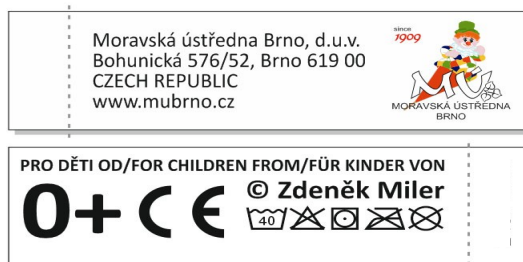 Moravská ústředna Brno, d.u.v.
Bohunická 576/52, Brno 619 00
CZECH REPUBLIC
www.mubrno.cz
since
1909
MU
MORAVSKÁ ÚSTŘEDNA
BRNO
PRO DĚTI OD/FOR CHILDREN FROM/FÜR KINDER VON
0+ CE
© Zdeněk Miler
40